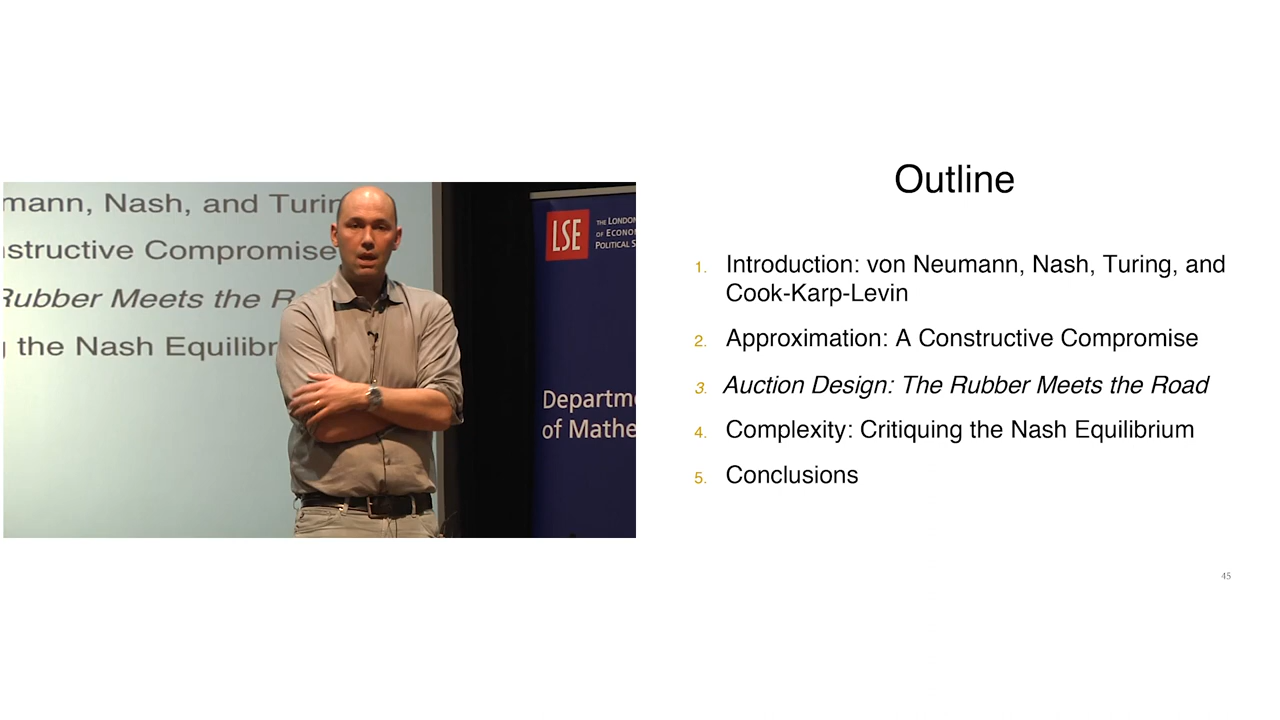 mann, Nash, and Turin
nstructive Compromise
Rubber Meets the R
the Nash Equilibr
LSE
THE LONDON
OF ECONO
POLITICAL S
Departme
of Mathe
Outline
1. Introduction: von Neumann, Nash, Turing, and
Cook-Karp-Levin
2. Approximation: A Constructive Compromise
3. Auction Design: The Rubber Meets the Road
4. Complexity: Critiquing the Nash Equilibrium
5. Conclusions
45